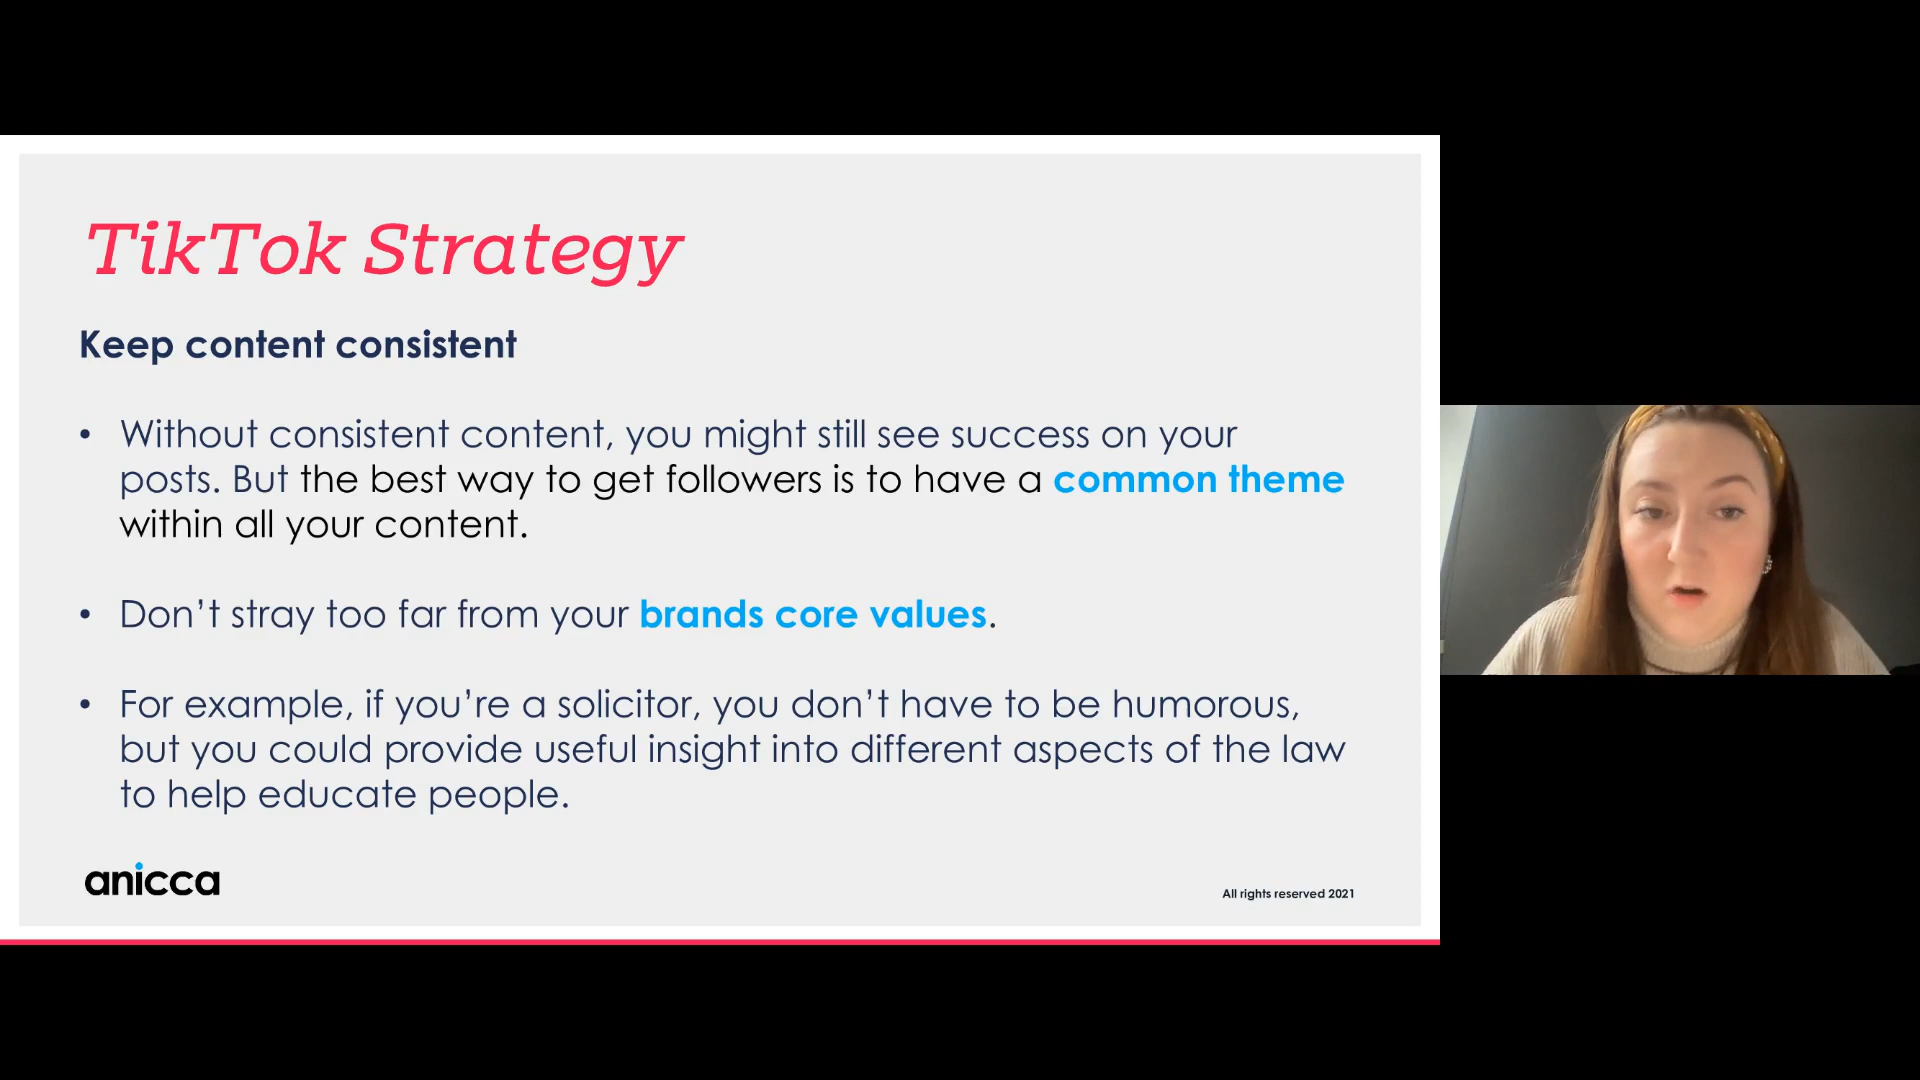 TikTok Strategy
Keep content consistent
• Without consistent content, you might still see success on your
posts. But the best way to get followers is to have a common theme
within all your content.
• Don’t stray too far from your brands core values.
• For example, if you’re a solicitor, you don’t have to be humorous,
but you could provide useful insight into different aspects of the law
to help educate people.
anicca
All rights reserved 2021